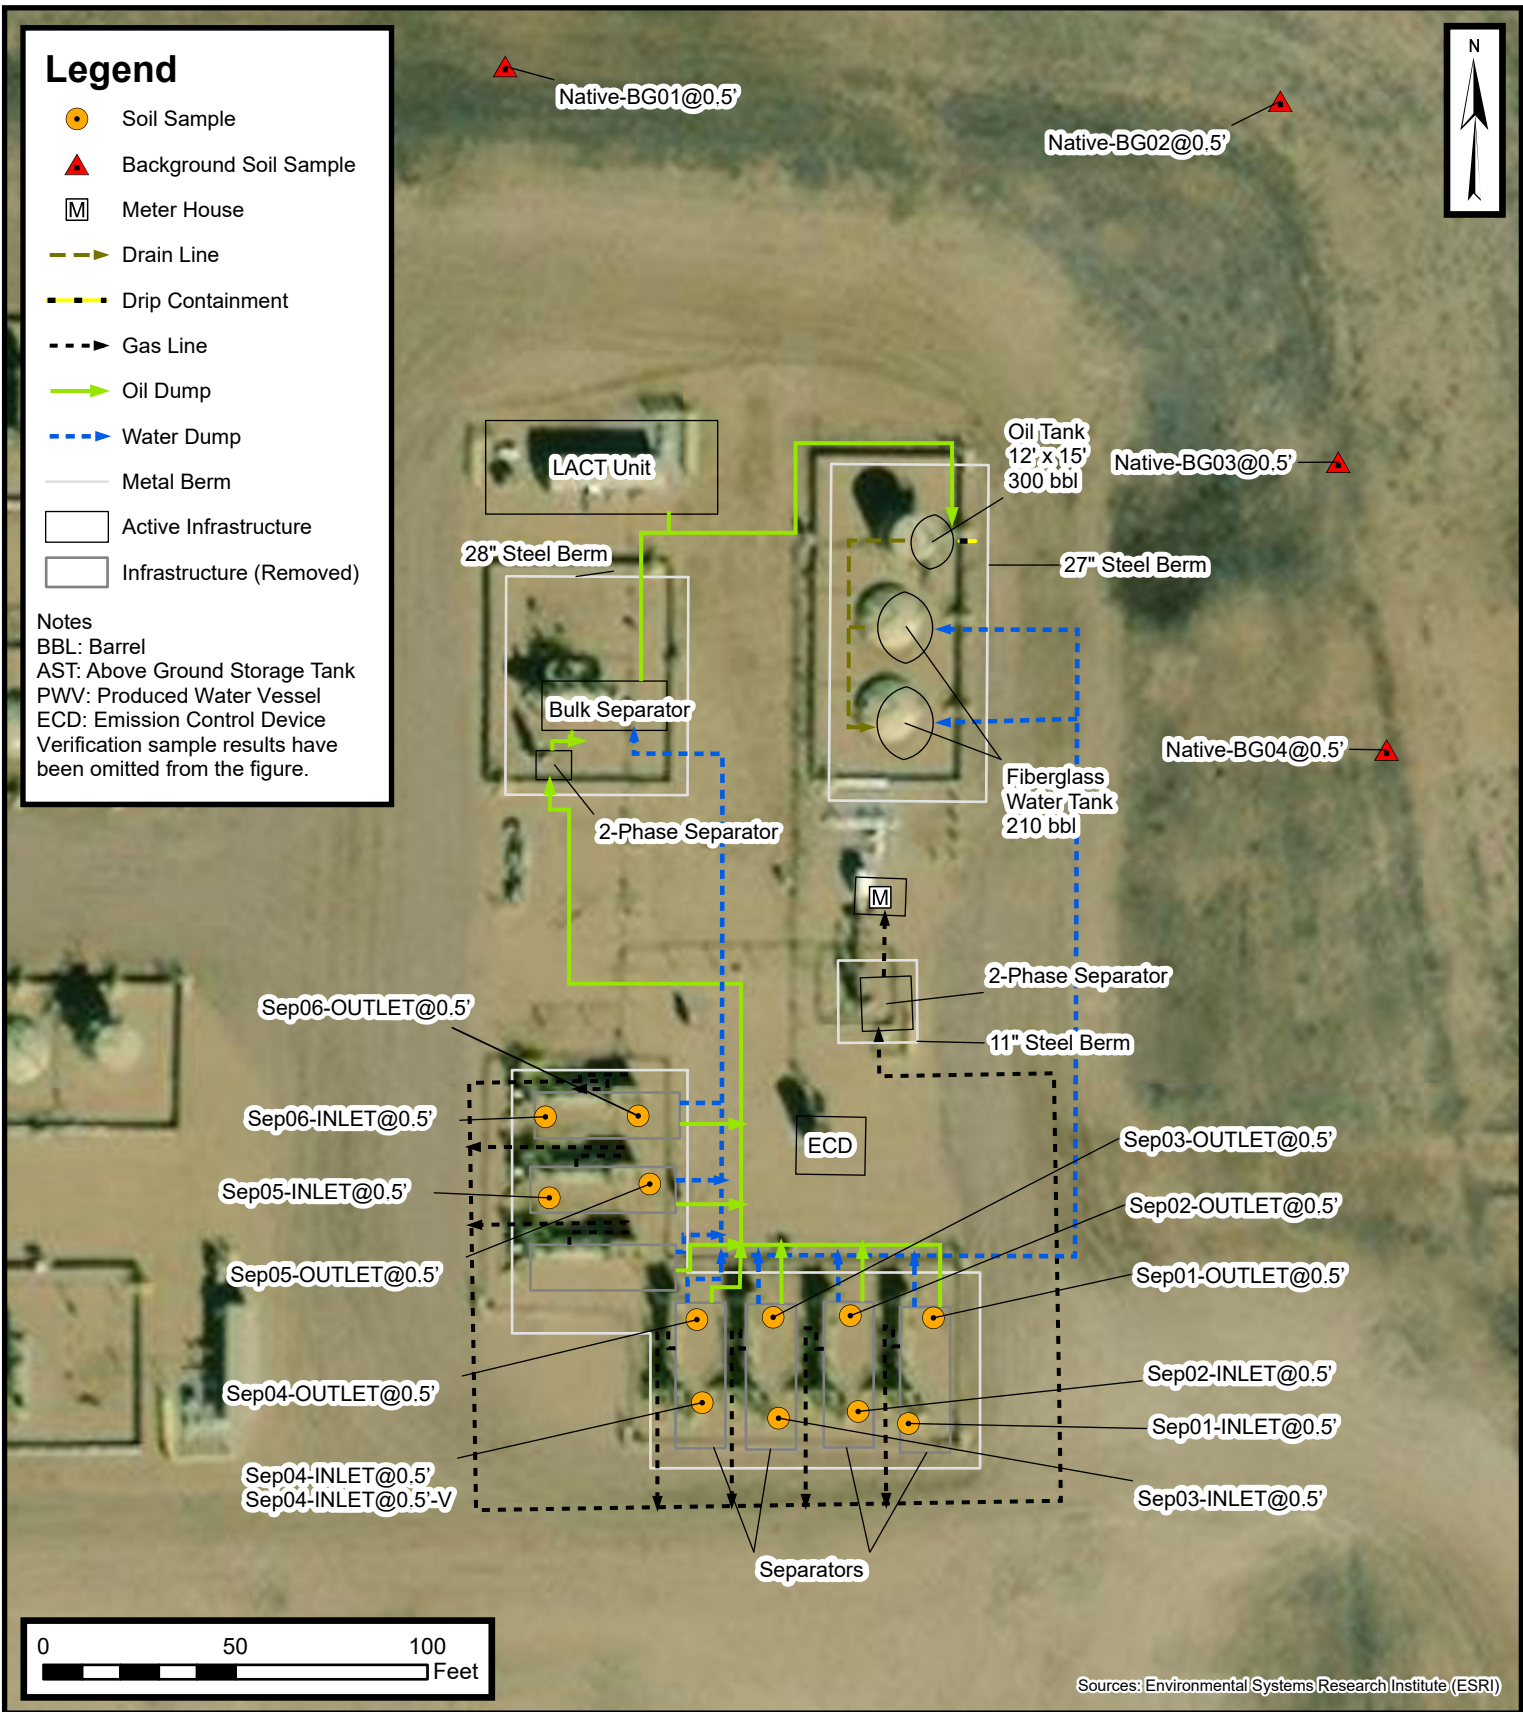 Legend
Soil Sample
Background Soil Sample
M Meter House
Drain Line
Drip Containment
Gas Line
Oil Dump
Water Dump
Metal Berm
Active Infrastructure
Infrastructure (Removed)
Notes
BBL: Barrel
AST: Above Ground Storage Tank
PWV: Produced Water Vessel
ECD: Emission Control Device
Verification sample results have
been omitted from the figure.
N
Native-BG01@0.5’
Native-BG02@0.5’
Oil Tank
12' x 15'
300 bbl
Native-BG03@0.5’
LACT Unit
28" Steel Berm
27" Steel Berm
Bulk Separator
Native-BG04@0.5’
Fiberglass
Water Tank
210 bbl
2-Phase Separator
M
2-Phase Separator
Sep06-OUTLET@0.5’
11" Steel Berm
Sep06-INLET@0.5’
ECD
Sep03-OUTLET@0.5’
Sep05-INLET@0.5’
Sep02-OUTLET@0.5’
Sep05-OUTLET@0.5’
Sep01-OUTLET@0.5’
Sep04-OUTLET@0.5’
Sep02-INLET@0.5’
Sep01-INLET@0.5’
Sep04-INLET@0.5’
Sep04-INLET@0.5’-V
Sep03-INLET@0.5’
Separators
0 50 100
Feet
Sources: Environmental Systems Research Institute (ESRI)